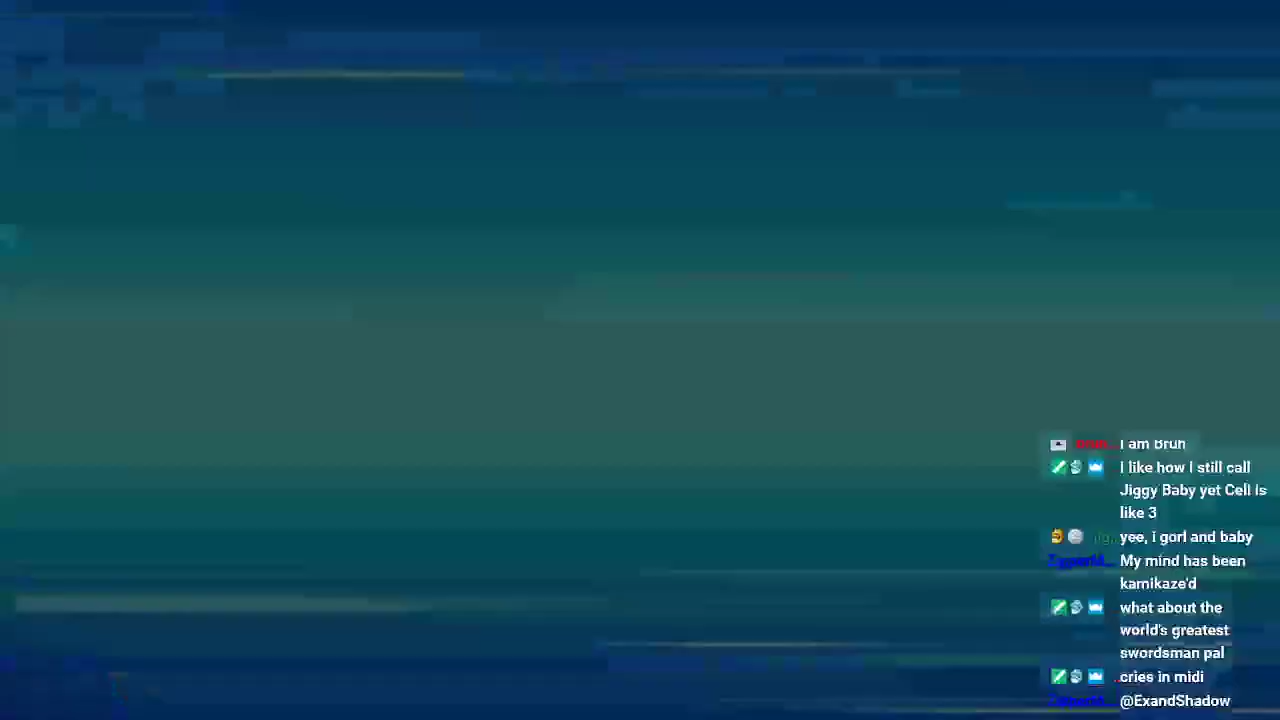 I am Bruh
I like how I still call
Jiggy Baby yet Cell is
like 3
yee, i gorl and baby
My mind has been
kamikaze'd
what about the
world's greatest
swordsman pal
cries in midi
@ExandShadow